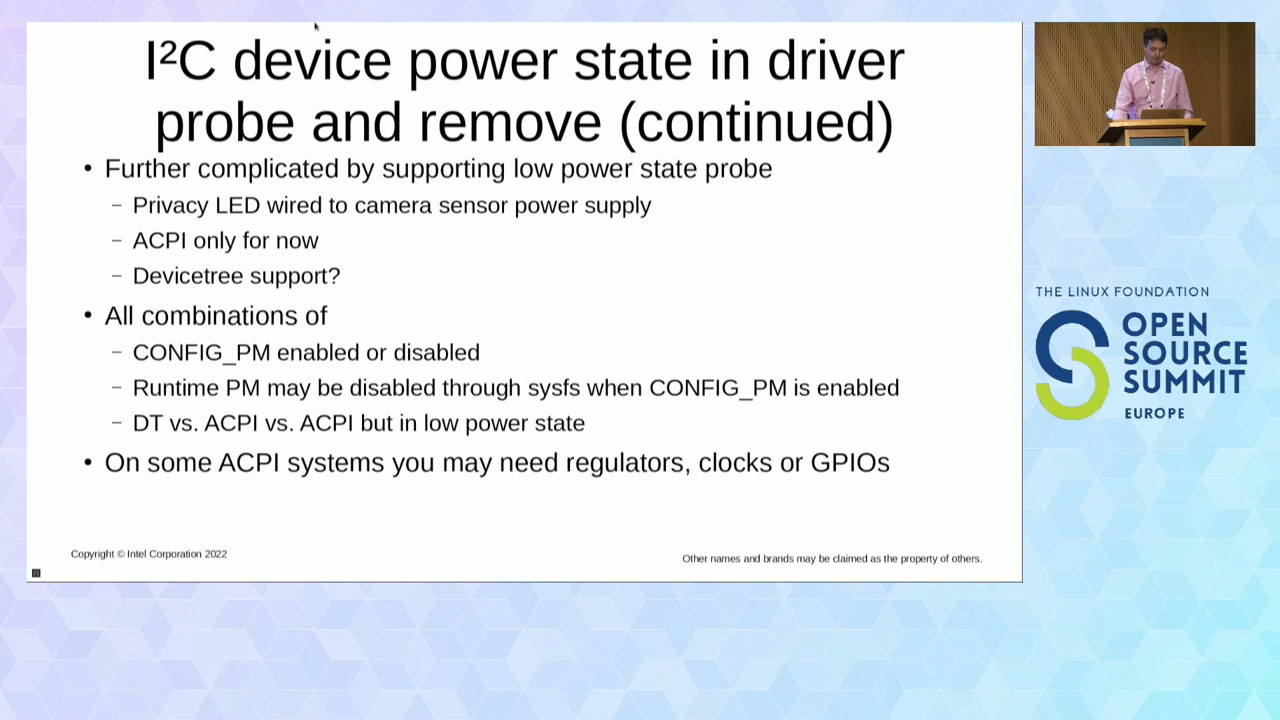 I²C device power state in driver
probe and remove (continued)
• Further complicated by supporting low power state probe
– Privacy LED wired to camera sensor power supply
– ACPI only for now
– Devicetree support?
• All combinations of
– CONFIG_PM enabled or disabled
– Runtime PM may be disabled through sysfs when CONFIG_PM is enabled
– DT vs. ACPI vs. ACPI but in low power state
• On some ACPI systems you may need regulators, clocks or GPIOs
Copyright © Intel Corporation 2022
Other names and brands may be claimed as the property of others.
THE LINUX FOUNDATION
OPEN
SOURCE
SUMMIT
EUROPE